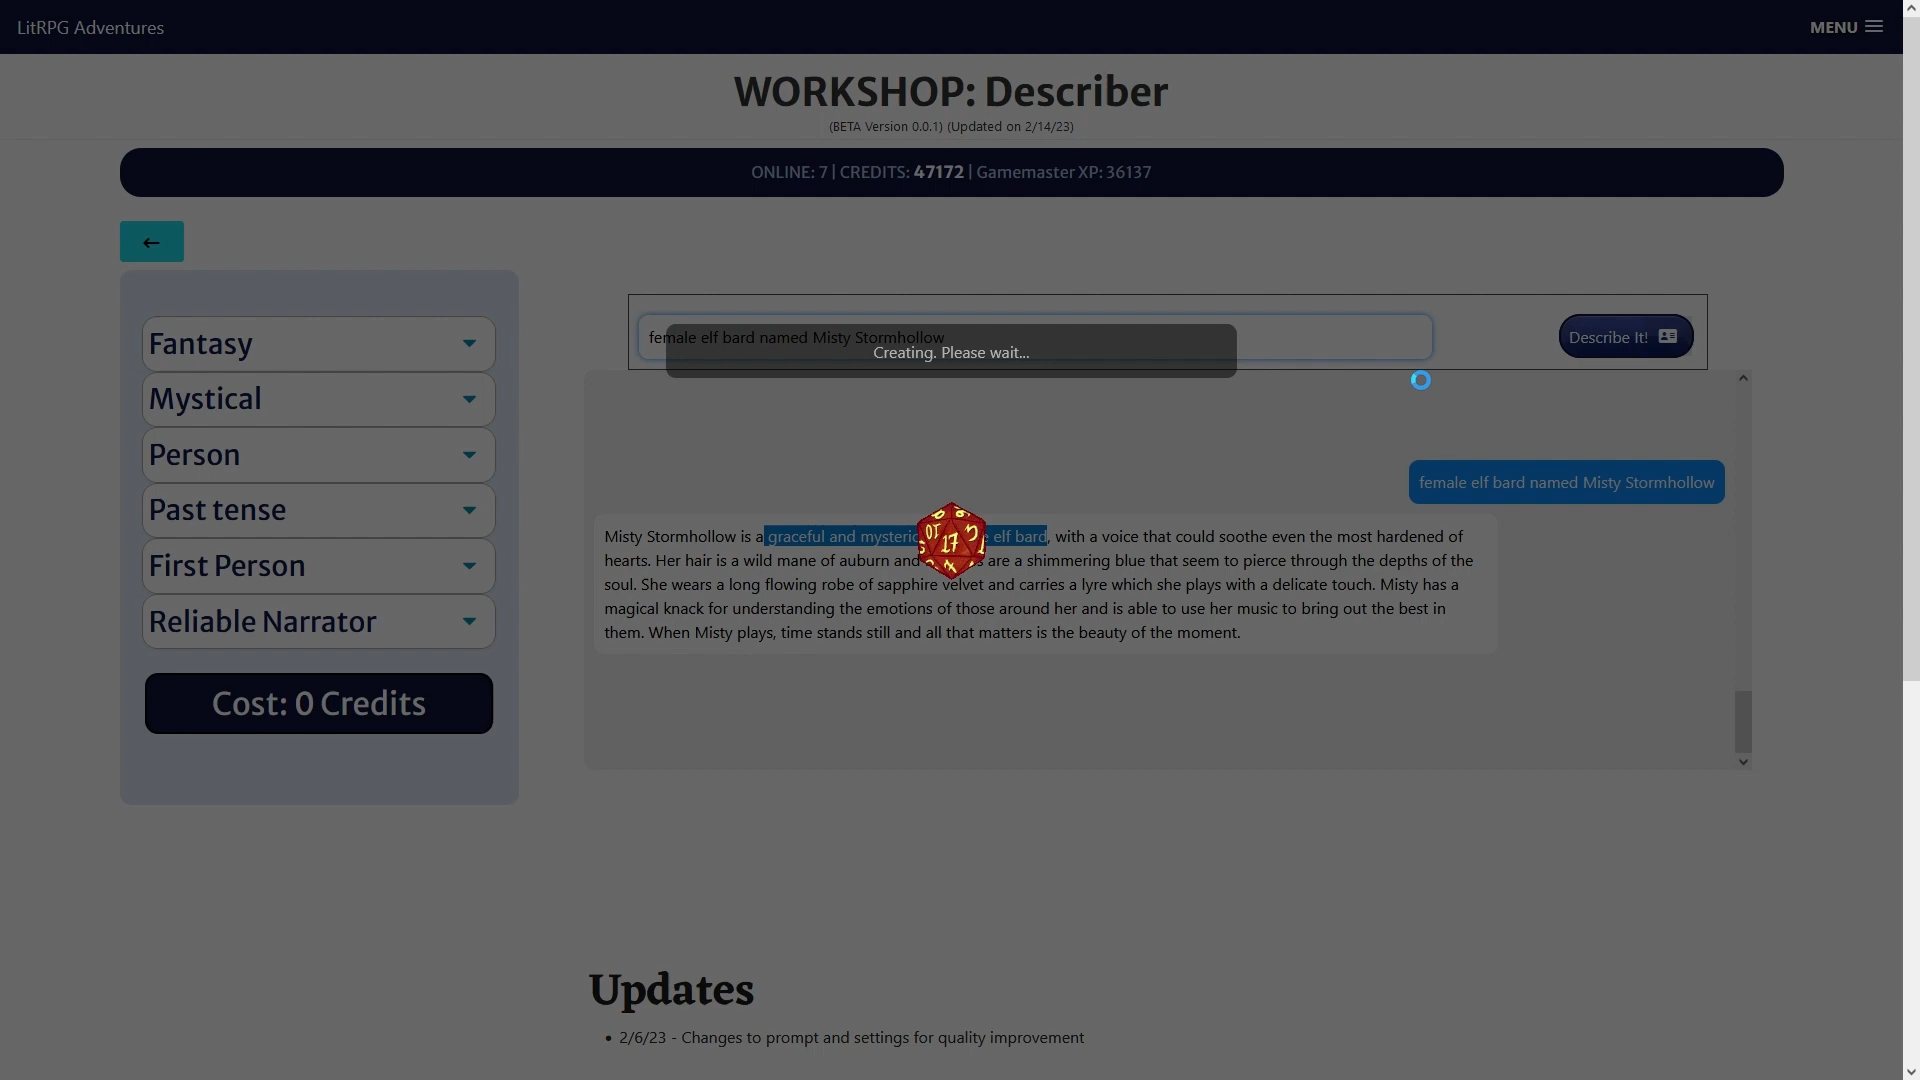 LitRPG Adventures
MENU
WORKSHOP: Describer
(BETA Version 0.0.1) (Updated on 2/14/23)
ONLINE: 7 | CREDITS: 47172 | Gamemaster XP: 36137
Fantasy
Mystical
Person
Past tense
First Person
Reliable Narrator
Cost: 0 Credits
female elf bard named Misty Stormhollow
Describe It!
Creating. Please wait...
female elf bard named Misty Stormhollow
Misty Stormhollow is a graceful and elf bard, with a voice that could soothe even the most hardened of
hearts. Her hair is a wild mane of auburn and are a shimmering blue that seem to pierce through the depths of the
soul. She wears a long flowing robe of sapphire velvet and carries a lyre which she plays with a delicate touch. Misty has a
magical knack for understanding the emotions of those around her and is able to use her music to bring out the best in
them. When Misty plays, time stands still and all that matters is the beauty of the moment.
17
Updates
• 2/6/23 - Changes to prompt and settings for quality improvement